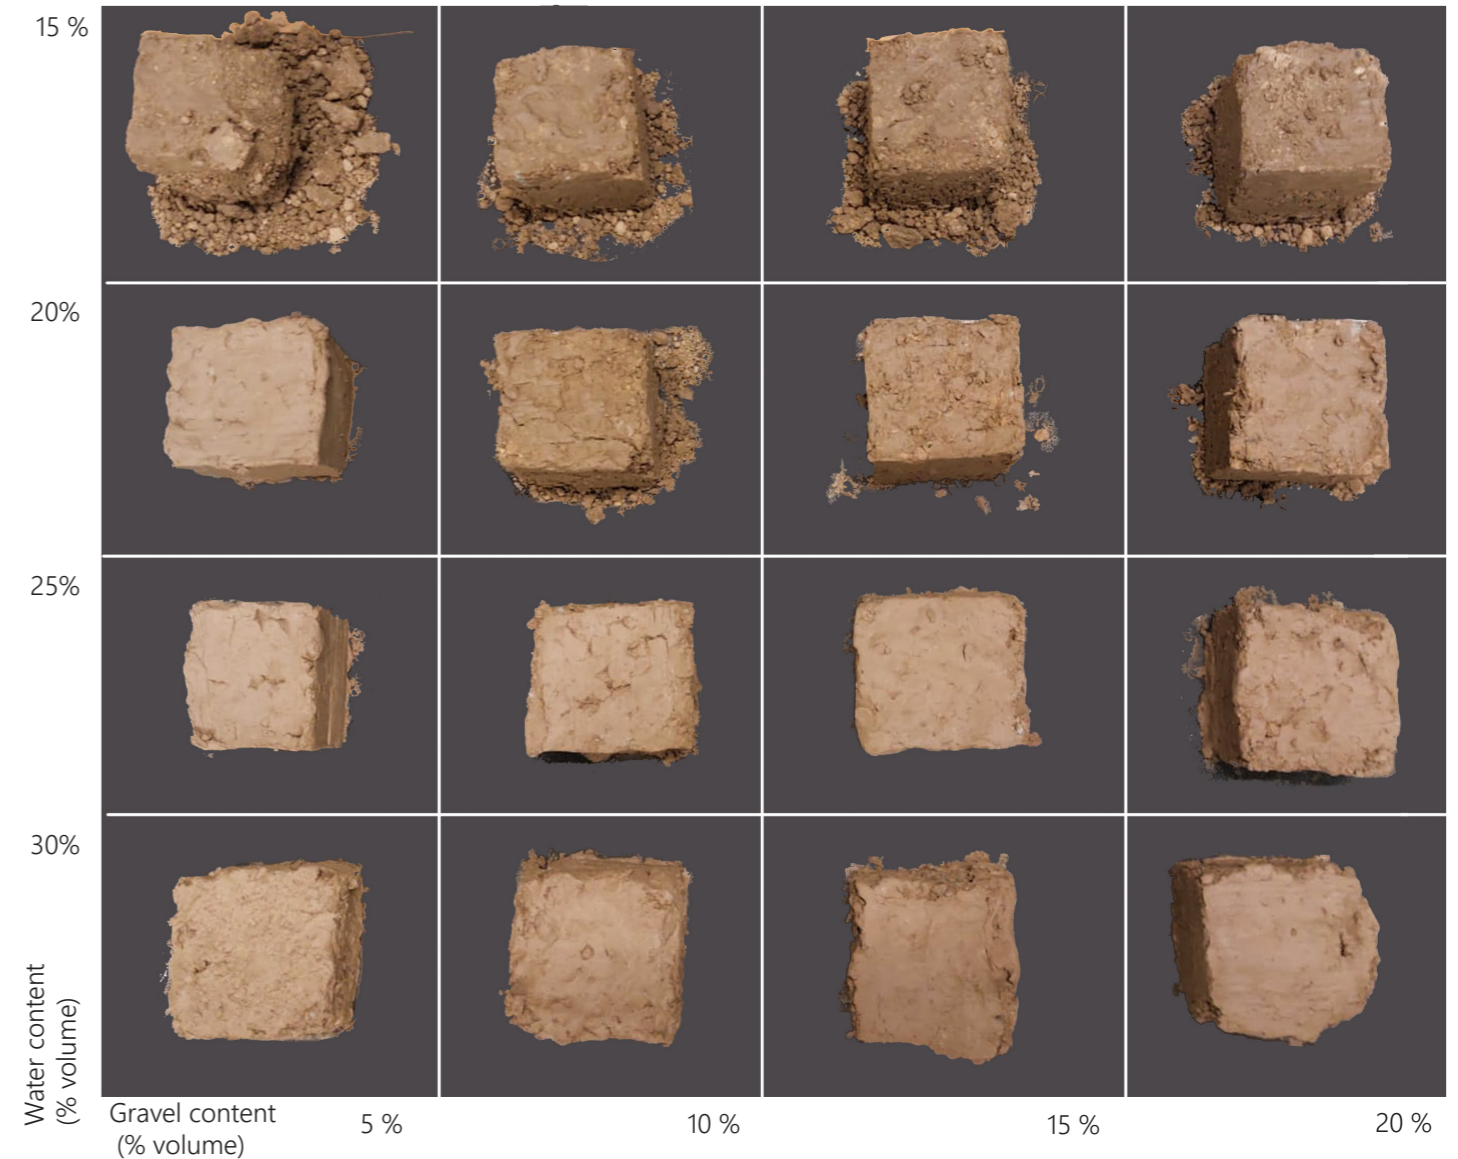 15 %
20%
25%
30%
Water content
(% volume)
Gravel content
(% volume)
5 %
10 %
15 %
20 %